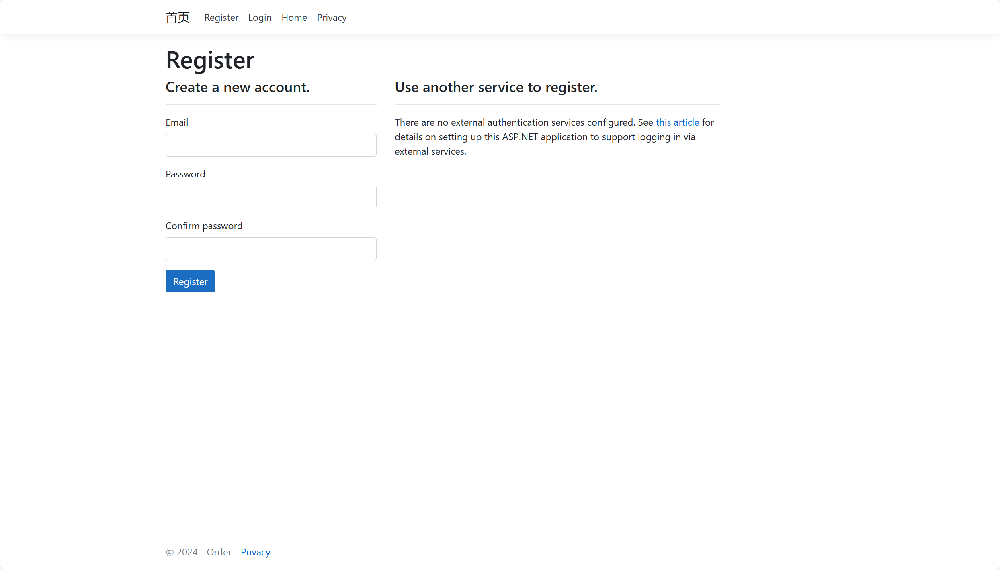 首页 Register Login Home Privacy
Register
Create a new account.
Email
Password
Confirm password
Register
Use another service to register.
There are no external authentication services configured. See this article for
details on setting up this ASP.NET application to support logging in via
external services.
© 2024 - Order - Privacy